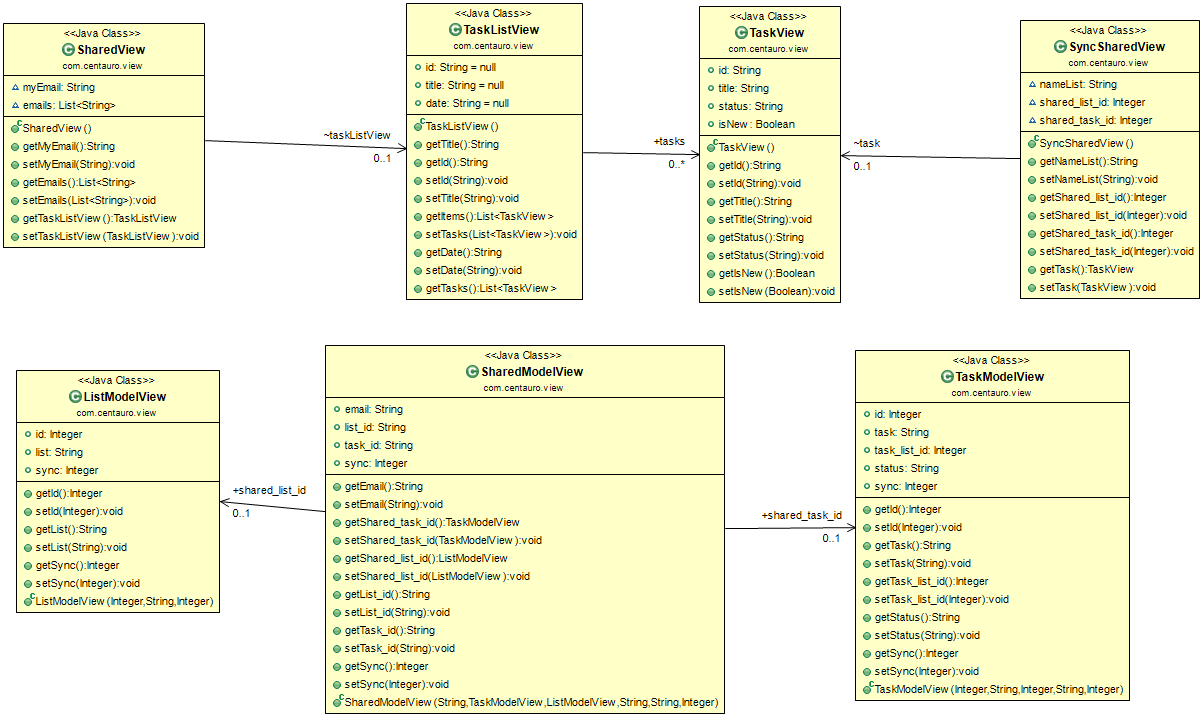 <<Java Class>>
SharedView
com.centauro.view
myEmail: String
emails: List<String>
SharedView()
getMyEmail():String
setMyEmail(String):void
getEmails():List<String>
setEmails(List<String>):void
getTaskListView():TaskListView
setTaskListView(TaskListView):void
~taskListView
0..1
<<Java Class>>
TaskListView
com.centauro.view
id: String = null
title: String = null
date: String = null
TaskListView()
getTitle():String
getId():String
setId(String):void
setTitle(String):void
getItems():List<TaskView>
setTasks(List<TaskView>):void
getDate():String
setDate(String):void
getTasks():List<TaskView>
+tasks
0..*
<<Java Class>>
TaskView
com.centauro.view
id: String
title: String
status: String
isNew: Boolean
TaskView()
getId():String
setId(String):void
getTitle():String
setTitle(String):void
getStatus():String
setStatus(String):void
getIsNew():Boolean
setIsNew(Boolean):void
~task
0..1
<<Java Class>>
SyncSharedView
com.centauro.view
nameList: String
shared_list_id: Integer
shared_task_id: Integer
SyncSharedView()
getNameList():String
setNameList(String):void
getShared_list_id():Integer
setShared_list_id(Integer):void
getShared_task_id():Integer
setShared_task_id(Integer):void
getTask():TaskView
setTask(TaskView):void
<<Java Class>>
ListModelView
com.centauro.view
id: Integer
list: String
sync: Integer
getId():Integer
setId(Integer):void
getList():String
setList(String):void
getSync():Integer
setSync(Integer):void
ListModelView(Integer,String,Integer)
+shared_list_id
0..1
<<Java Class>>
SharedModelView
com.centauro.view
email: String
list_id: String
task_id: String
sync: Integer
getEmail():String
setEmail(String):void
getShared_task_id():TaskModelView
setShared_task_id(TaskModelView):void
getShared_list_id():ListModelView
setShared_list_id(ListModelView):void
getList_id():String
setList_id(String):void
getTask_id():String
setTask_id(String):void
getSync():Integer
setSync(Integer):void
SharedModelView(String,TaskModelView,ListModelView,String,String,Integer)
+shared_task_id
0..1
<<Java Class>>
TaskModelView
com.centauro.view
id: Integer
task: String
task_list_id: Integer
status: String
sync: Integer
getId():Integer
setId(Integer):void
getTask():String
setTask(String):void
getTask_list_id():Integer
setTask_list_id(Integer):void
getStatus():String
setStatus(String):void
getSync():Integer
setSync(Integer):void
TaskModelView(Integer,String,Integer,String,Integer)